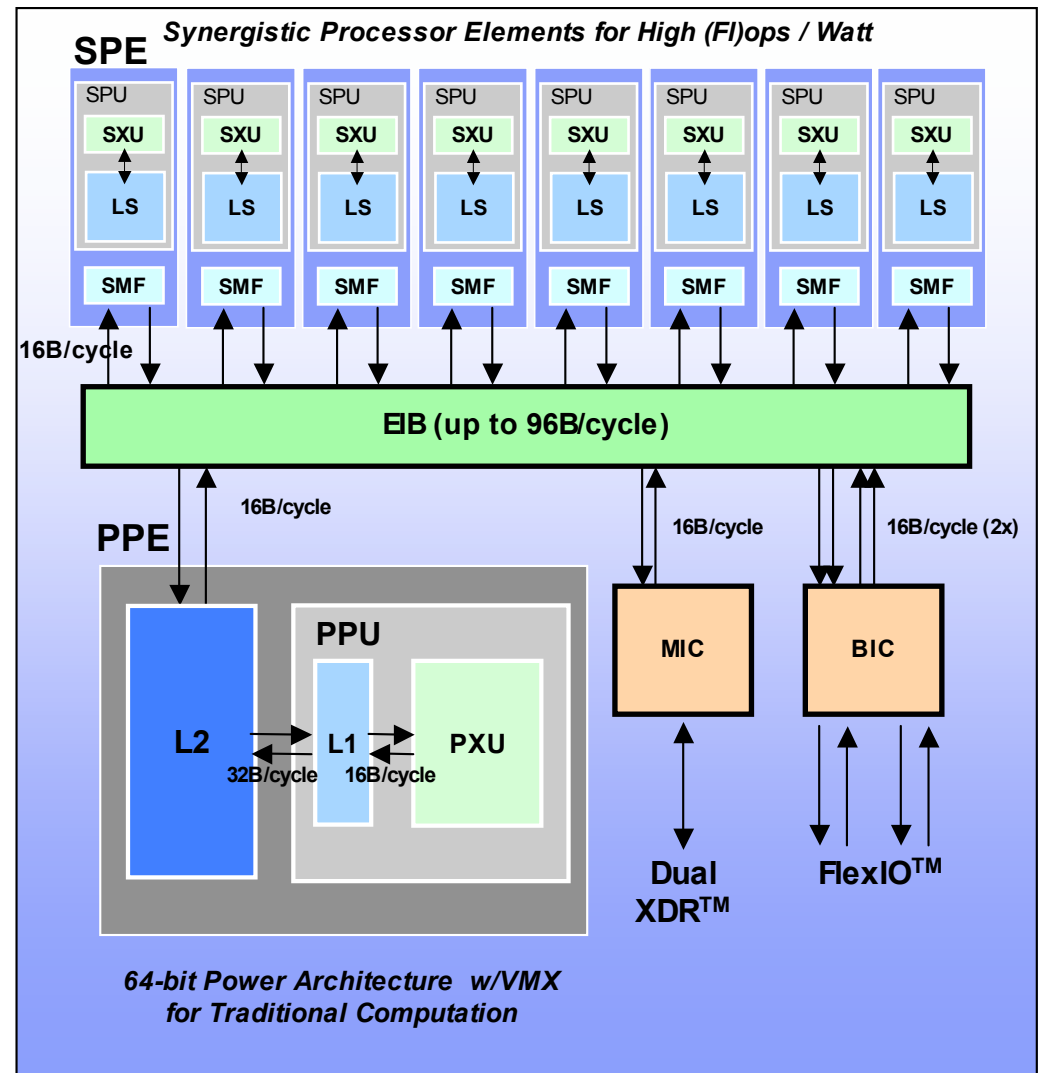 Synergistic Processor Elements for High (Fl)ops / Watt
SPE
SPU SPU SPU SPU SPU SPU SPU SPU
SXU SXU SXU SXU SXU SXU SXU SXU
LS LS LS LS LS LS LS LS
SMF SMF SMF SMF SMF SMF SMF SMF
16B/cycle
EIB (up to 96B/cycle)
16B/cycle 16B/cycle 16B/cycle (2x)
PPE
PPU
MIC BIC
L2 L1 PXU
32B/cycle 16B/cycle
Dual FlexIO™
XDR™
64-bit Power Architecture w/VMX
for Traditional Computation